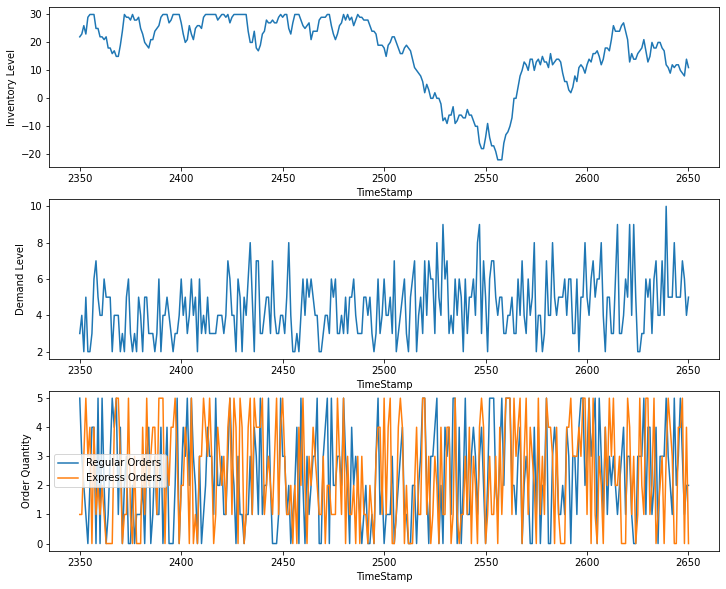 30
20
10
0
−10
−20
Inventory Level
2350 2400 2450 2500 2550 2600 2650
TimeStamp
10
8
6
4
2
Demand Level
2350 2400 2450 2500 2550 2600 2650
TimeStamp
5
4
3
2
1
0
Order Quantity
Regular Orders
Express Orders
2350 2400 2450 2500 2550 2600 2650
TimeStamp